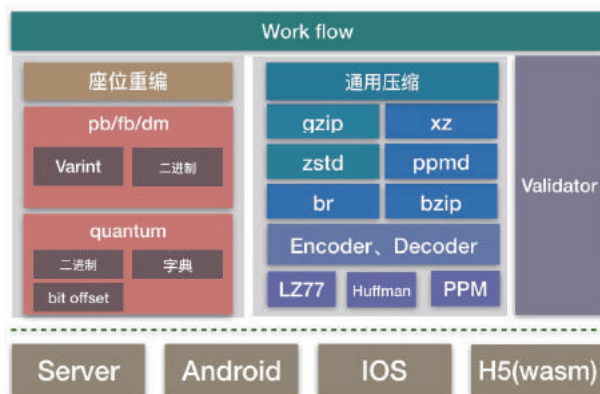 Work flow
座位重编
pb/fb/dm
Varint
二进制
quantum
二进制
字典
bit offset
通用压缩
gzip
xz
zstd
ppmd
br
bzip
Encoder、Decoder
LZ77
Huffman
PPM
Validator
Server
Android
IOS
H5(wasm)